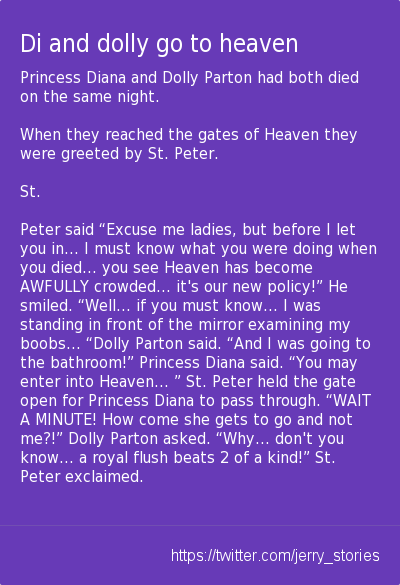 Di and dolly go to heaven
Princess Diana and Dolly Parton had both died
on the same night.
When they reached the gates of Heaven they
were greeted by St. Peter.
St.
Peter said “Excuse me ladies, but before I let
you in... I must know what you were doing when
you died... you see Heaven has become
AWFULLY crowded... it's our new policy!” He
smiled. “Well... if you must know... I was
standing in front of the mirror examining my
boobs... “Dolly Parton said. “And I was going to
the bathroom!” Princess Diana said. “You may
enter into Heaven... ” St. Peter held the gate
open for Princess Diana to pass through. “WAIT
A MINUTE! How come she gets to go and not
me?!” Dolly Parton asked. “Why... don't you
know... a royal flush beats 2 of a kind!” St.
Peter exclaimed.
https://twitter.com/jerry_stories